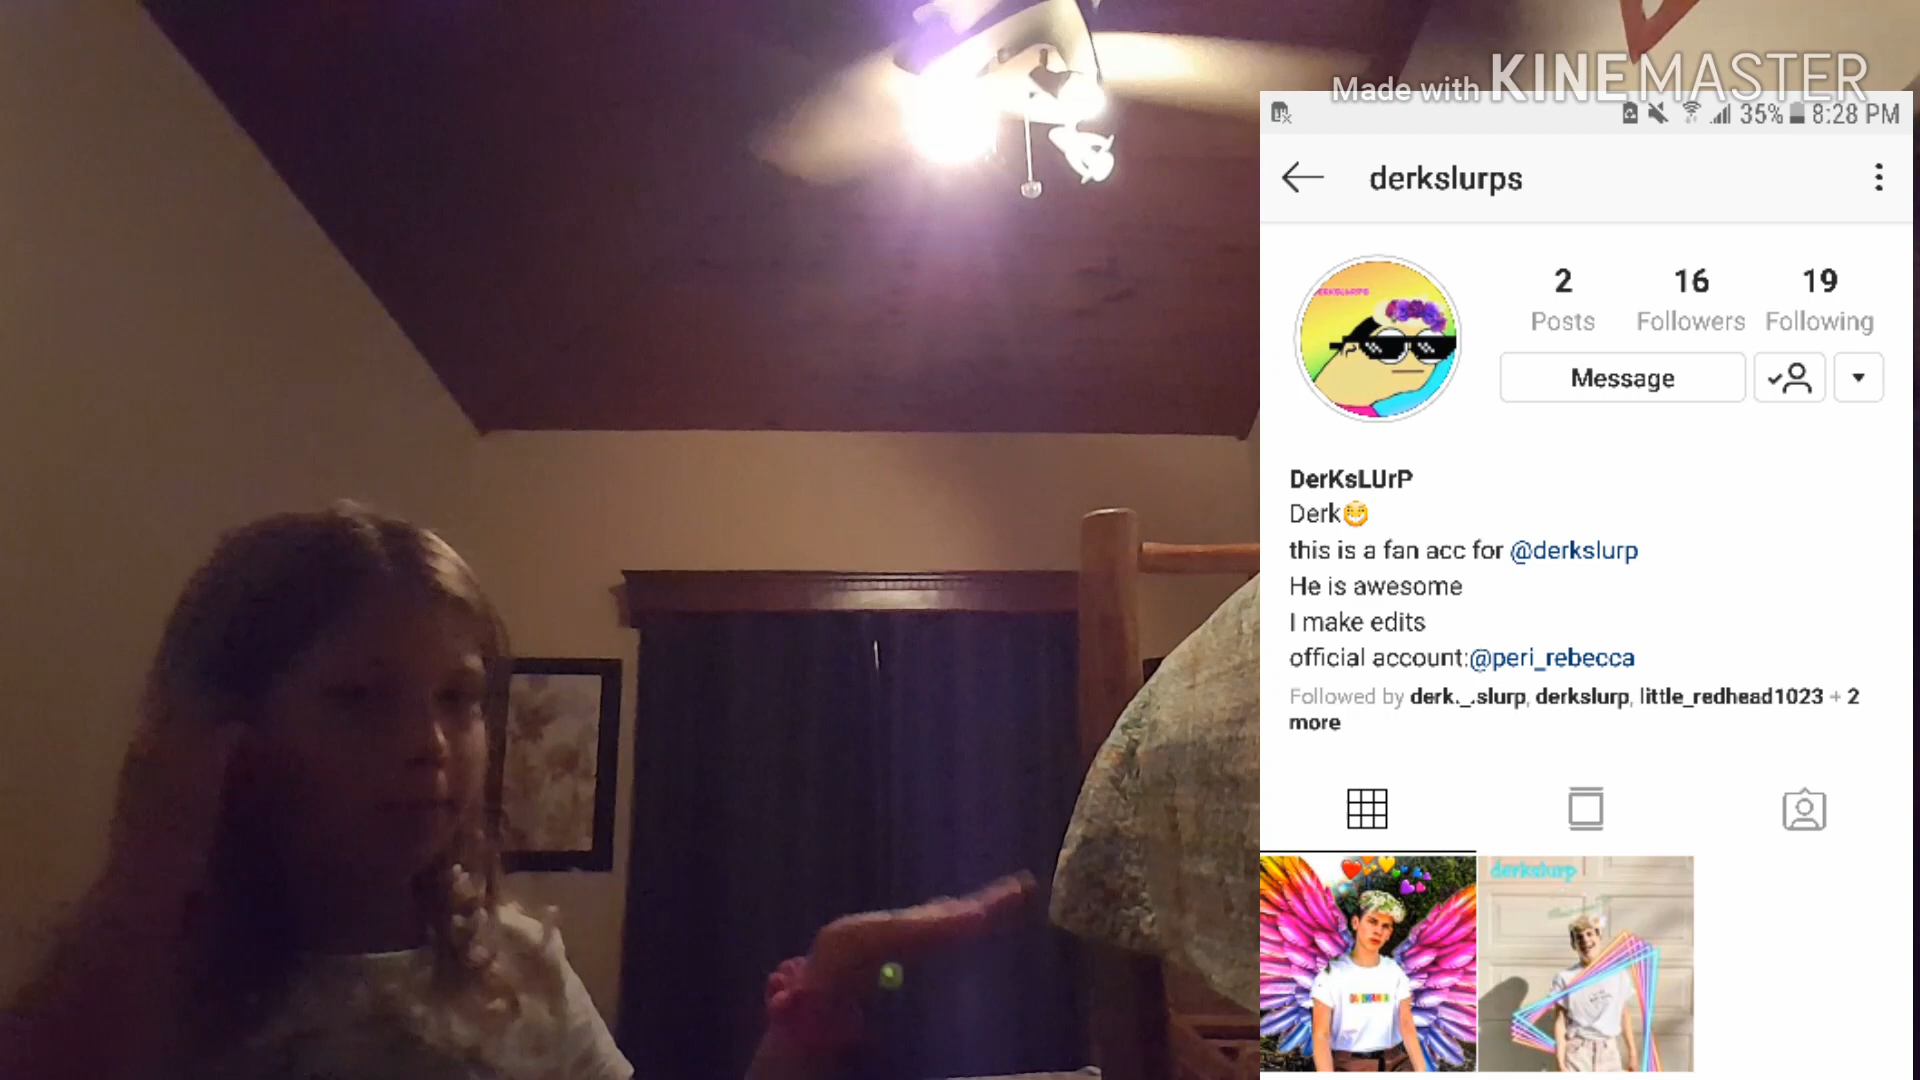 Made with KINEMASTER
35% 8:28 PM
derkslurps
DERKSLURPS
2 16 19
Posts Followers Following
Message
DerKsLUrP
Derk😁
this is a fan acc for @derkslurp
He is awesome
I make edits
official account:@peri_rebecca
Followed by derk._.slurp, derkslurp, little_redhead1023 + 2
more
derkslurp